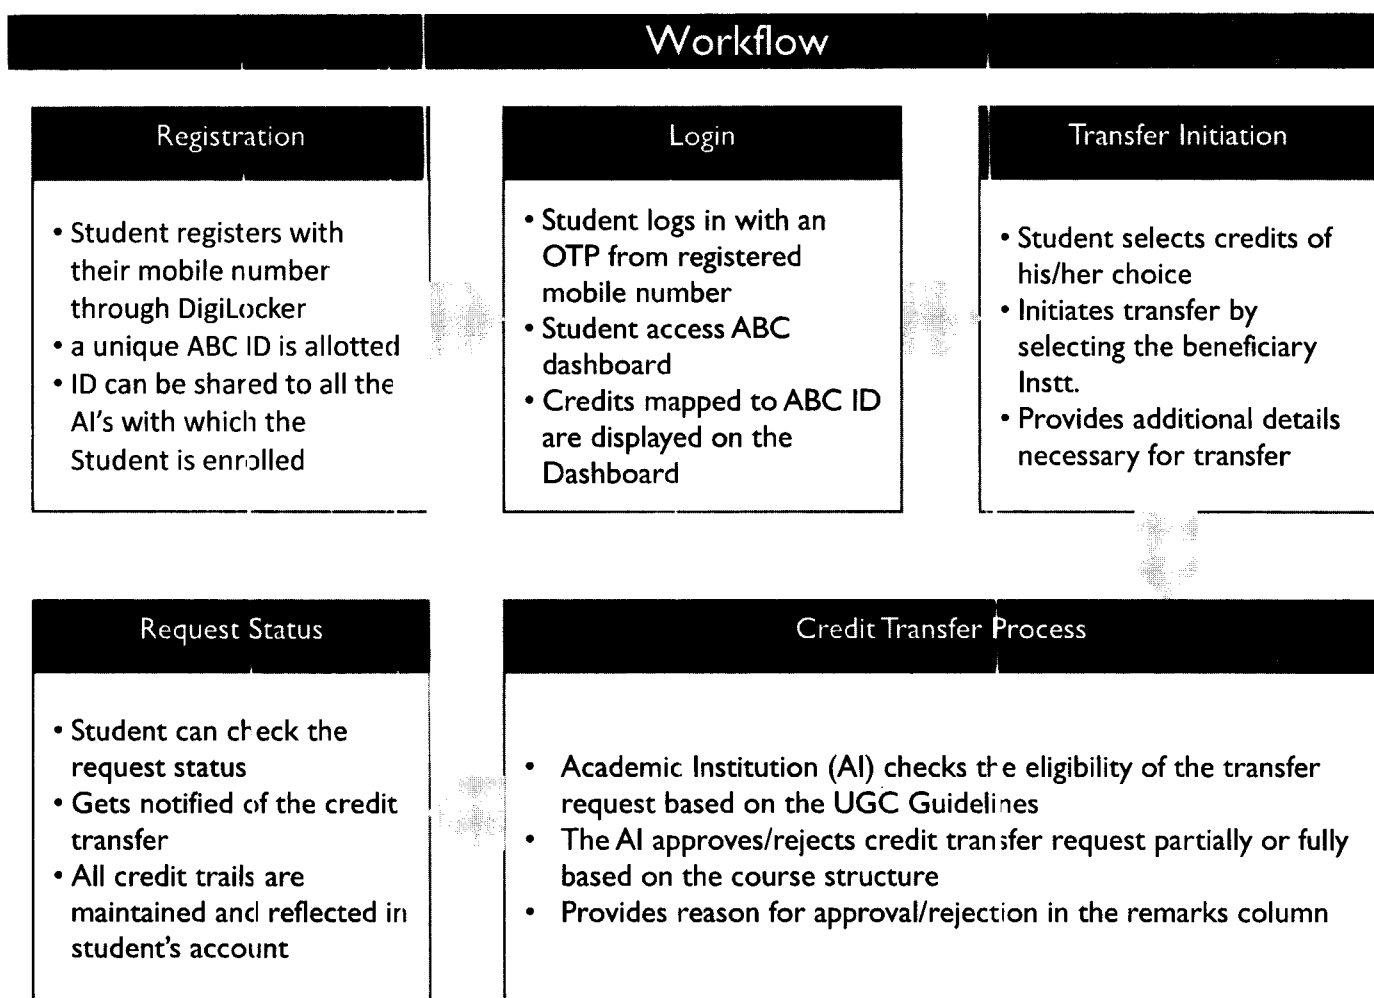 Workflow
Registration
• Student registers with
their mobile number
through DigiLocker
• a unique ABC ID is allotted
• ID can be shared to all the
AI's with which the
Student is enrolled
Login
• Student logs in with an
OTP from registered
mobile number
• Student access ABC
dashboard
• Credits mapped to ABC ID
are displayed on the
Dashboard
Transfer Initiation
• Student selects credits of
his/her choice
• Initiates transfer by
selecting the beneficiary
Instt.
• Provides additional details
necessary for transfer
Request Status
• Student can check the
request status
• Gets notified of the credit
transfer
• All credit trails are
maintained and reflected in
student's account
Credit Transfer Process
• Academic Institution (AI) checks the eligibility of the transfer
request based on the UGC Guidelines
• The AI approves/rejects credit transfer request partially or fully
based on the course structure
• Provides reason for approval/rejection in the remarks column